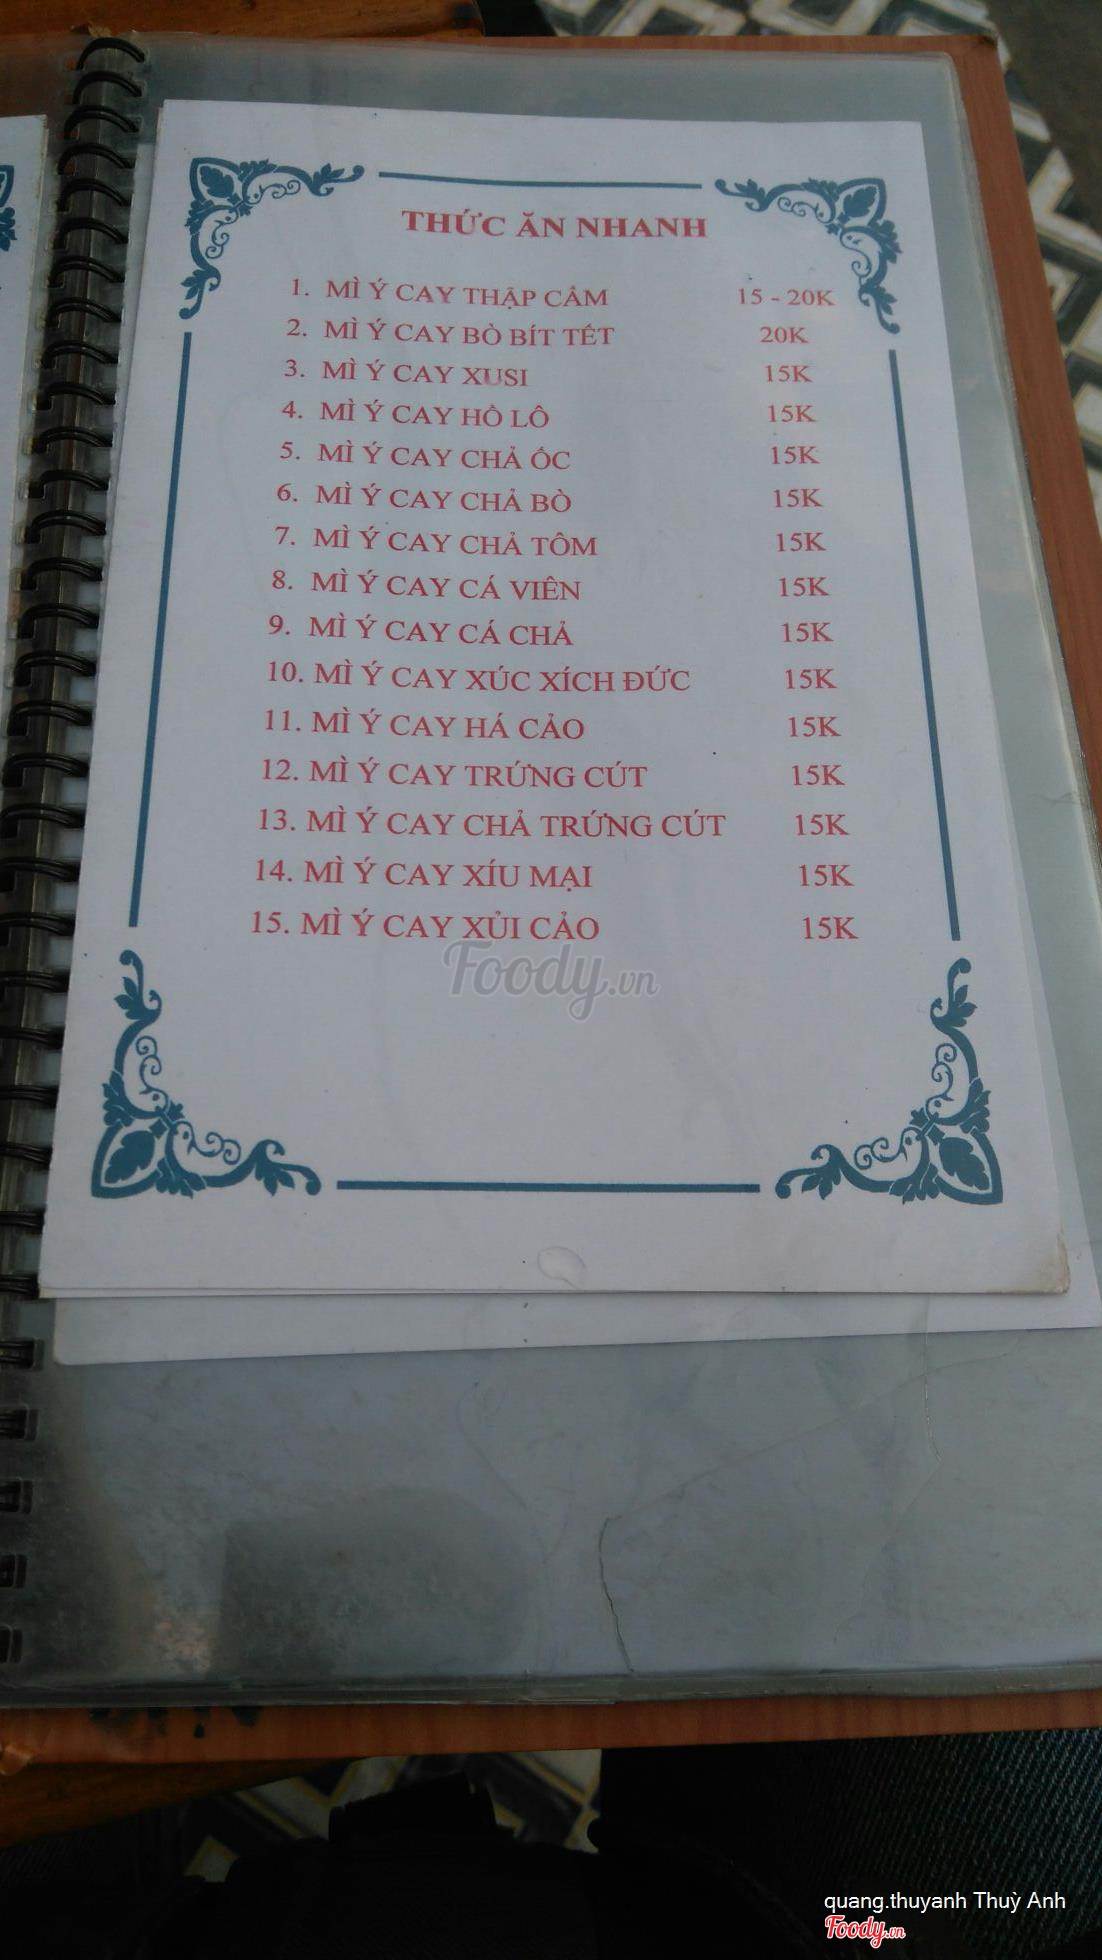 THỨC ĂN NHANH
1. MÌ Ý CAY THẬP CẨM 15 - 20K
2. MÌ Ý CAY BÒ BÍT TẾT 20K
3. MÌ Ý CAY XUSI 15K
4. MÌ Ý CAY HỒ LÔ 15K
5. MÌ Ý CAY CHẢ ỐC 15K
6. MÌ Ý CAY CHẢ BÒ 15K
7. MÌ Ý CAY CHẢ TÔM 15K
8. MÌ Ý CAY CÁ VIÊN 15K
9. MÌ Ý CAY CÁ CHẢ 15K
10. MÌ Ý CAY XÚC XÍCH ĐỨC 15K
11. MÌ Ý CAY HÁ CẢO 15K
12. MÌ Ý CAY TRỨNG CÚT 15K
13. MÌ Ý CAY CHẢ TRỨNG CÚT 15K
14. MÌ Ý CAY XÍU MẠI 15K
15. MÌ Ý CAY XỦI CẢO 15K
Foody.vn
quang.thuyanh Thuỳ Anh
Foody.vn